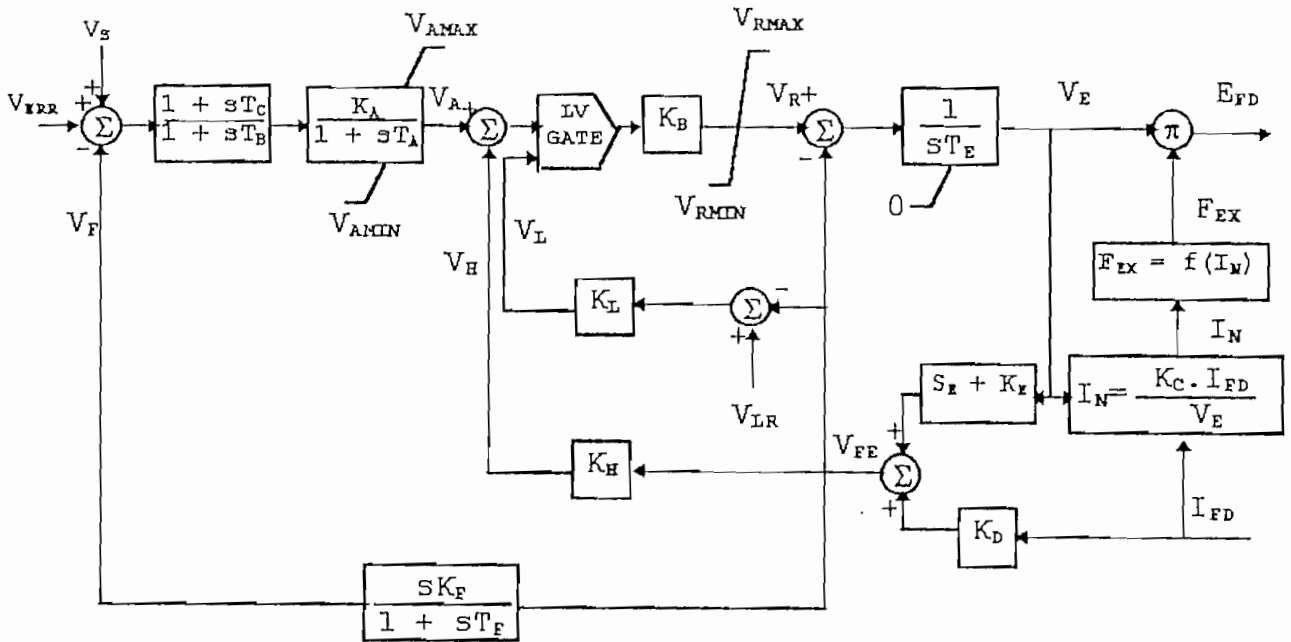 V_S
V_AMAX
V_RMAX
V_ERR
+
+
Σ
-
1 + sT_C
1 + sT_B
K_A
1 + sT_A
V_A
+
Σ
-
LV
GATE
K_B
V_R
+
Σ
-
1
sT_E
V_E
π
E_FD
V_AMIN
V_RMIN
0
V_F
V_H
V_L
F_EX
F_EX = f(I_N)
K_L
Σ
-
+
V_LR
I_N
S_E + K_E
I_N = K_C . I_FD
V_E
K_H
V_FE
+
Σ
+
K_D
I_FD
sK_F
1 + sT_F